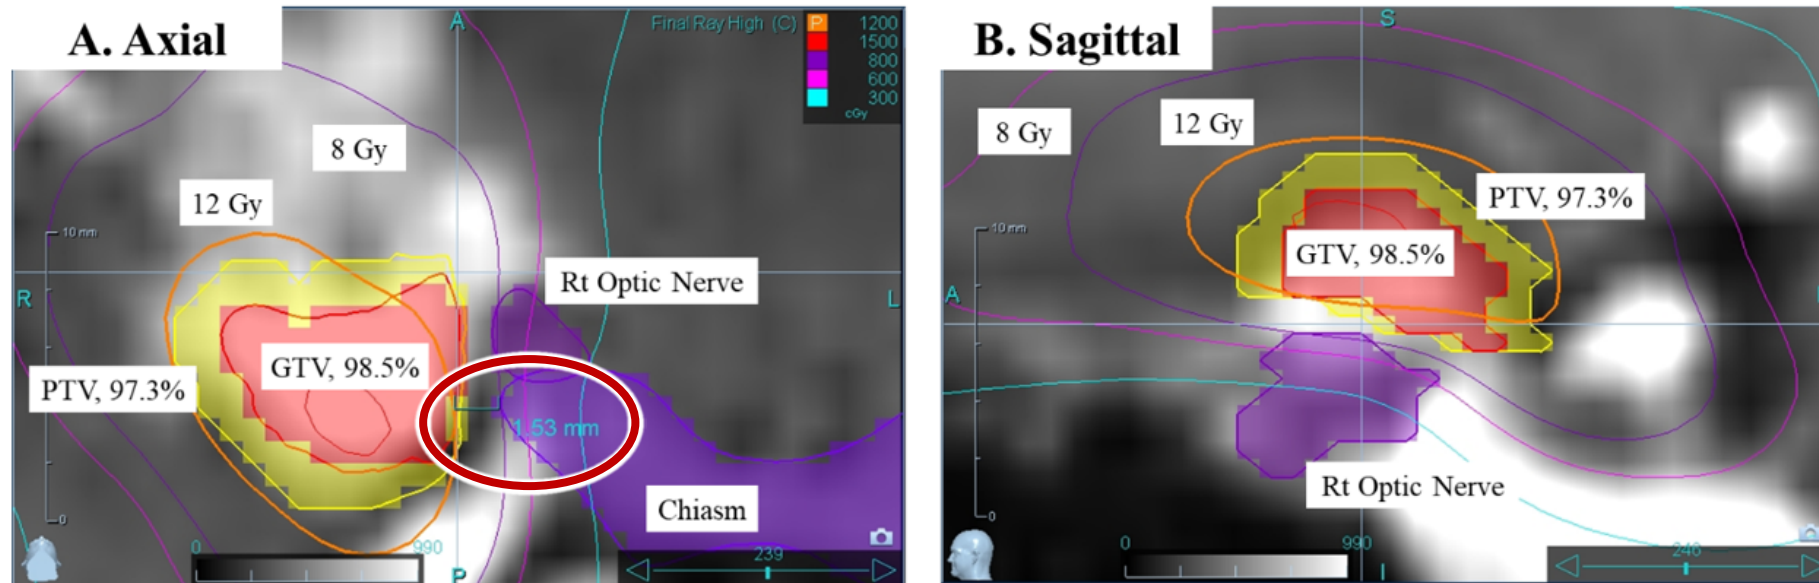 A. Axial
A
Final Ray High (C)
P 1200
1500
800
600
300
cGy
8 Gy
12 Gy
10 mm
Rt Optic Nerve
R
L
GTV, 98.5%
PTV, 97.3%
1.53 mm
Chiasm
0
0
990
P
239
B. Sagittal
S
8 Gy
12 Gy
PTV, 97.3%
10 mm
GTV, 98.5%
A
Rt Optic Nerve
0
0
990
I
246